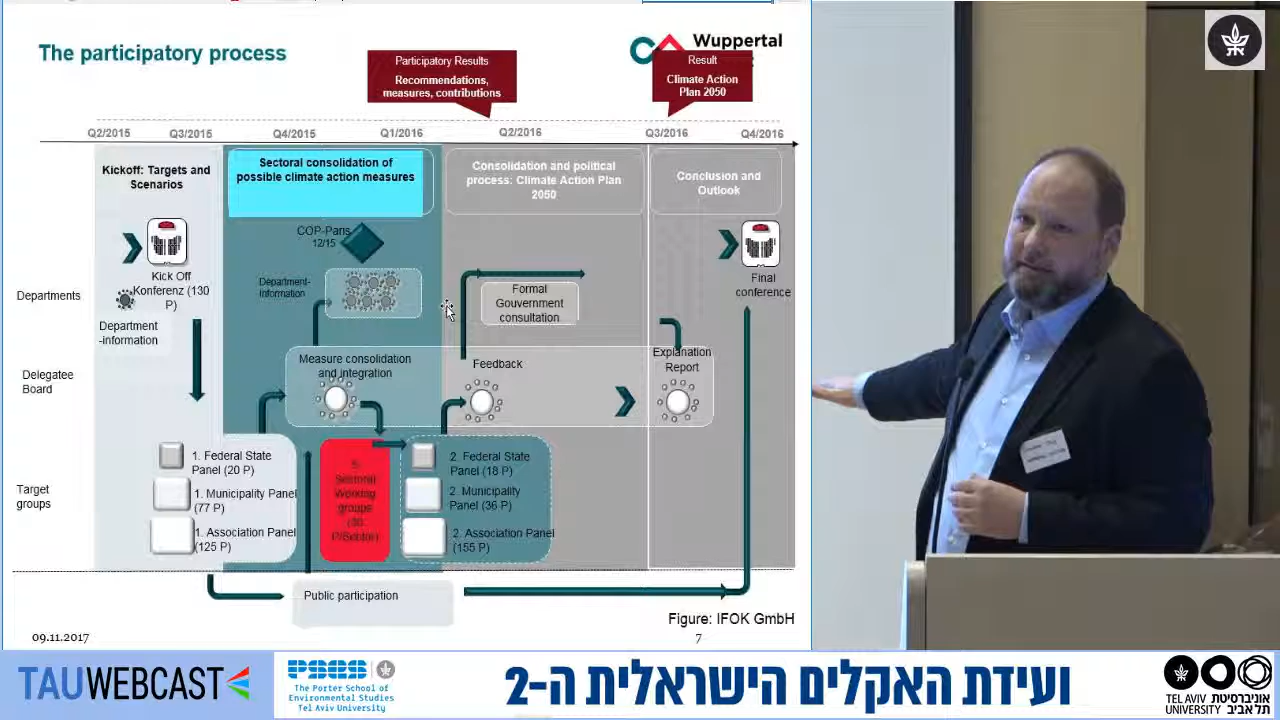 The participatory process
Wuppertal
Participatory Results
Recommendations,
measures, contributions
Result
Climate Action
Plan 2050
Q2/2015 Q3/2015 Q4/2015 Q1/2016 Q2/2016 Q3/2016 Q4/2016
Kickoff: Targets and
Scenarios
Sectoral consolidation of
possible climate action measures
Consolidation and political
process: Climate Action Plan
2050
Conclusion and
Outlook
COP-Paris
12/15
Kick Off
Konferenz (130
P)
Department
-information
Department-
Information
Formal
Gouvernment
consultation
Final
conference
Departments
Delegatee
Board
Measure consolidation
and integration
Feedback
Explanation
Report
Target
groups
1. Federal State
Panel (20 P)
1. Municipality Panel
(77 P)
1. Association Panel
(125 P)
Sectoral
Working
groups
(30
P/Sector)
2. Federal State
Panel (18 P)
2. Municipality
Panel (36 P)
2. Association Panel
(155 P)
Public participation
Figure: IFOK GmbH
09.11.2017
7
TAUWEBCAST
PSES
The Porter School of
Environmental Studies
Tel Aviv University
ועידת האקלים הישראלית ה-2
TEL AVIV אוניברסיטת
UNIVERSITY תל אביב